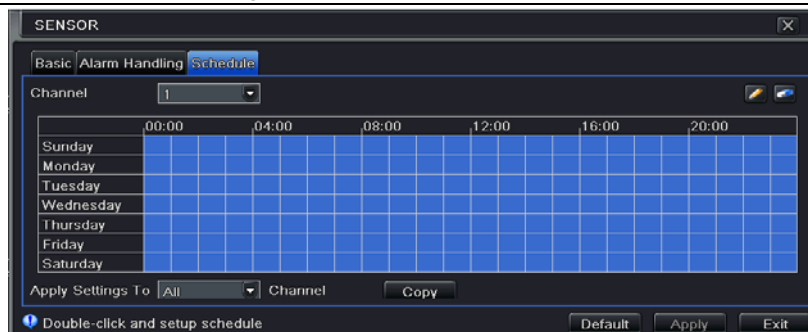 SENSOR
Basic Alarm Handling Schedule
Channel 1
00:00 04:00 08:00 12:00 16:00 20:00
Sunday
Monday
Tuesday
Wednesday
Thursday
Friday
Saturday
Apply Settings To All Channel Copy
Double-click and setup schedule Default Apply Exit